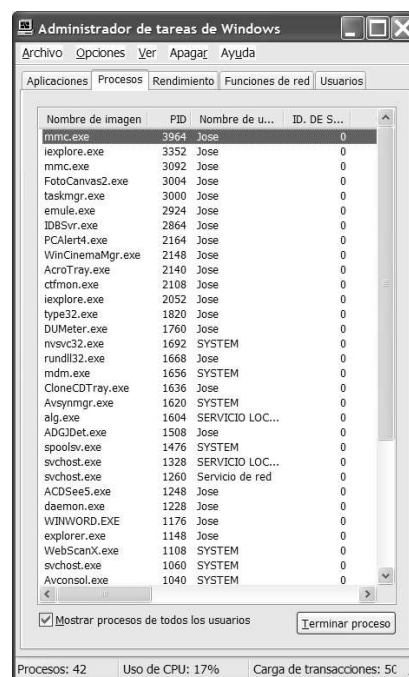 Administrador de tareas de Windows
Archivo Opciones Ver Apagar Ayuda
Aplicaciones Procesos Rendimiento Funciones de red Usuarios
Nombre de imagen PID Nombre de u... ID. DE S...
mmc.exe 3964 Jose 0
iexplore.exe 3352 Jose 0
mmc.exe 3092 Jose 0
FotoCanvas2.exe 3004 Jose 0
taskmgr.exe 3000 Jose 0
emule.exe 2924 Jose 0
IDBSvr.exe 2864 Jose 0
PCAlert4.exe 2164 Jose 0
WinCinemaMgr.exe 2148 Jose 0
AcroTray.exe 2140 Jose 0
ctfmon.exe 2108 Jose 0
iexplore.exe 2052 Jose 0
type32.exe 1820 Jose 0
DUMeter.exe 1760 Jose 0
nvsvc32.exe 1692 SYSTEM 0
rundll32.exe 1668 Jose 0
mdm.exe 1656 SYSTEM 0
CloneCDTray.exe 1636 Jose 0
Avsynmgr.exe 1620 SYSTEM 0
alg.exe 1604 SERVICIO LOC... 0
ADGJDet.exe 1508 Jose 0
spoolsv.exe 1476 SYSTEM 0
svchost.exe 1328 SERVICIO LOC... 0
svchost.exe 1260 Servicio de red 0
ACDSee5.exe 1248 Jose 0
daemon.exe 1228 Jose 0
WINWORD.EXE 1176 Jose 0
explorer.exe 1148 Jose 0
WebScanX.exe 1108 SYSTEM 0
svchost.exe 1060 SYSTEM 0
Avconsol.exe 1040 SYSTEM 0
Mostrar procesos de todos los usuarios
Terminar proceso
Procesos: 42 Uso de CPU: 17% Carga de transacciones: 50